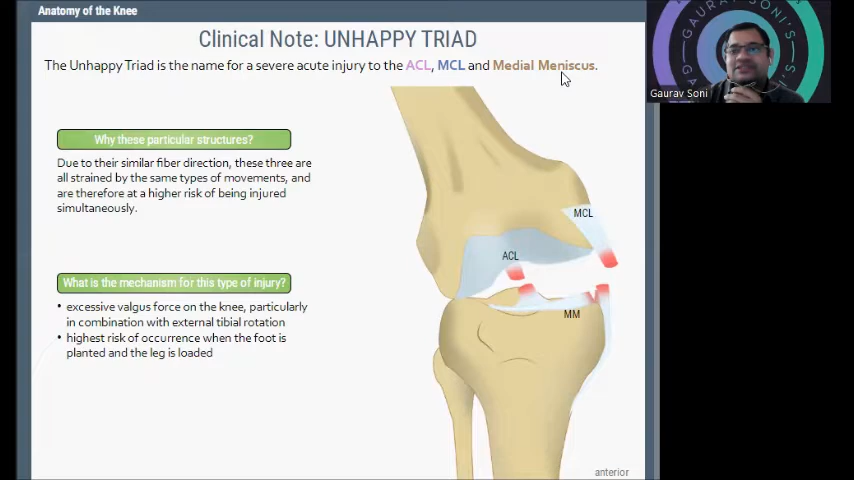 Anatomy of the Knee
Clinical Note: UNHAPPY TRIAD
The Unhappy Triad is the name for a severe acute injury to the ACL, MCL and Medial Meniscus.
Why these particular structures?
Due to their similar fiber direction, these three are
all strained by the same types of movements, and
are therefore at a higher risk of being injured
simultaneously.
What is the mechanism for this type of injury?
• excessive valgus force on the knee, particularly
in combination with external tibial rotation
• highest risk of occurrence when the foot is
planted and the leg is loaded
MCL
ACL
MM
anterior
GAURAV SONI'S
Gaurav Soni